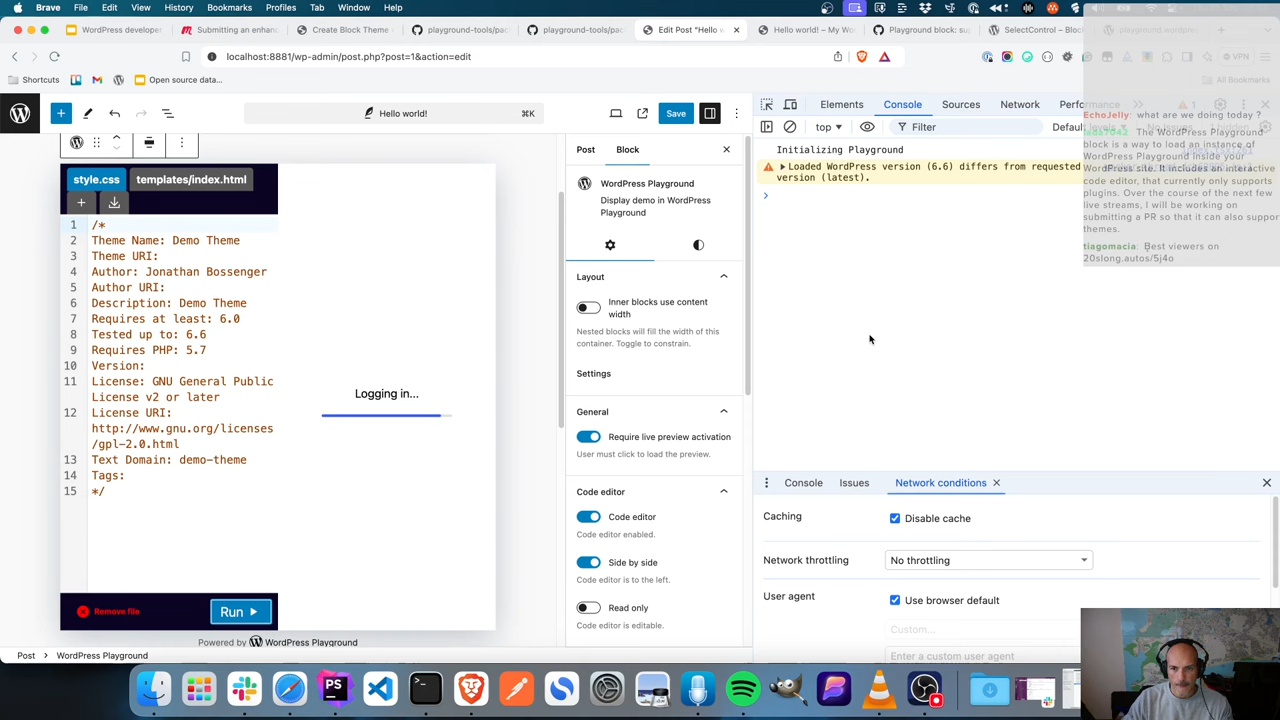 Brave File Edit View History Bookmarks Profiles Tab Window Help
WordPress develope
Submitting an enhanc
Create Block Theme
playground-tools/pac
playground-tools/pac
Edit Post "Hello w
Hello world! – My Wo
Playground block: sup
SelectControl – Bloc
localhost:8881/wp-admin/post.php?post=1&action=edit
VPN
Shortcuts
Open source data...
All Bookmarks
Hello world!
Save
style.css templates/index.html
1 /*
2 Theme Name: Demo Theme
3 Theme URI:
4 Author: Jonathan Bossenger
5 Author URI:
6 Description: Demo Theme
7 Requires at least: 6.0
8 Tested up to: 6.6
9 Requires PHP: 5.7
10 Version:
11 License: GNU General Public
License v2 or later
12 License URI:
http://www.gnu.org/licenses
/gpl-2.0.html
13 Text Domain: demo-theme
14 Tags:
15 */
Logging in...
Remove file
Run
Powered by WordPress Playground
Post > WordPress Playground
Post Block
WordPress Playground
Display demo in WordPress
Playground
Layout
Inner blocks use content
width
Nested blocks will fill the width of this
container. Toggle to constrain.
Settings
General
Require live preview activation
User must click to load the preview.
Code editor
Code editor
Code editor enabled.
Side by side
Code editor is to the left.
Read only
Code editor is editable.
Elements Console Sources Network Performance
1
top
Filter
Initializing Playground
Loaded WordPress version (6.6) differs from requested
version (latest).
EchoJelly: what are we doing today ?
The WordPress Playground
block is a way to load an instance of
WordPress Playground inside your
WordPress site. It includes an interactive
code editor, that currently only supports
plugins. Over the course of the next few
live streams, I will be working on
submitting a PR so that it can also support
themes.
tiagomacia: Best viewers on
20slong.autos/5j4o
Console Issues Network conditions
Caching
Disable cache
Network throttling
No throttling
User agent
Use browser default
Custom...
Enter a custom user agent